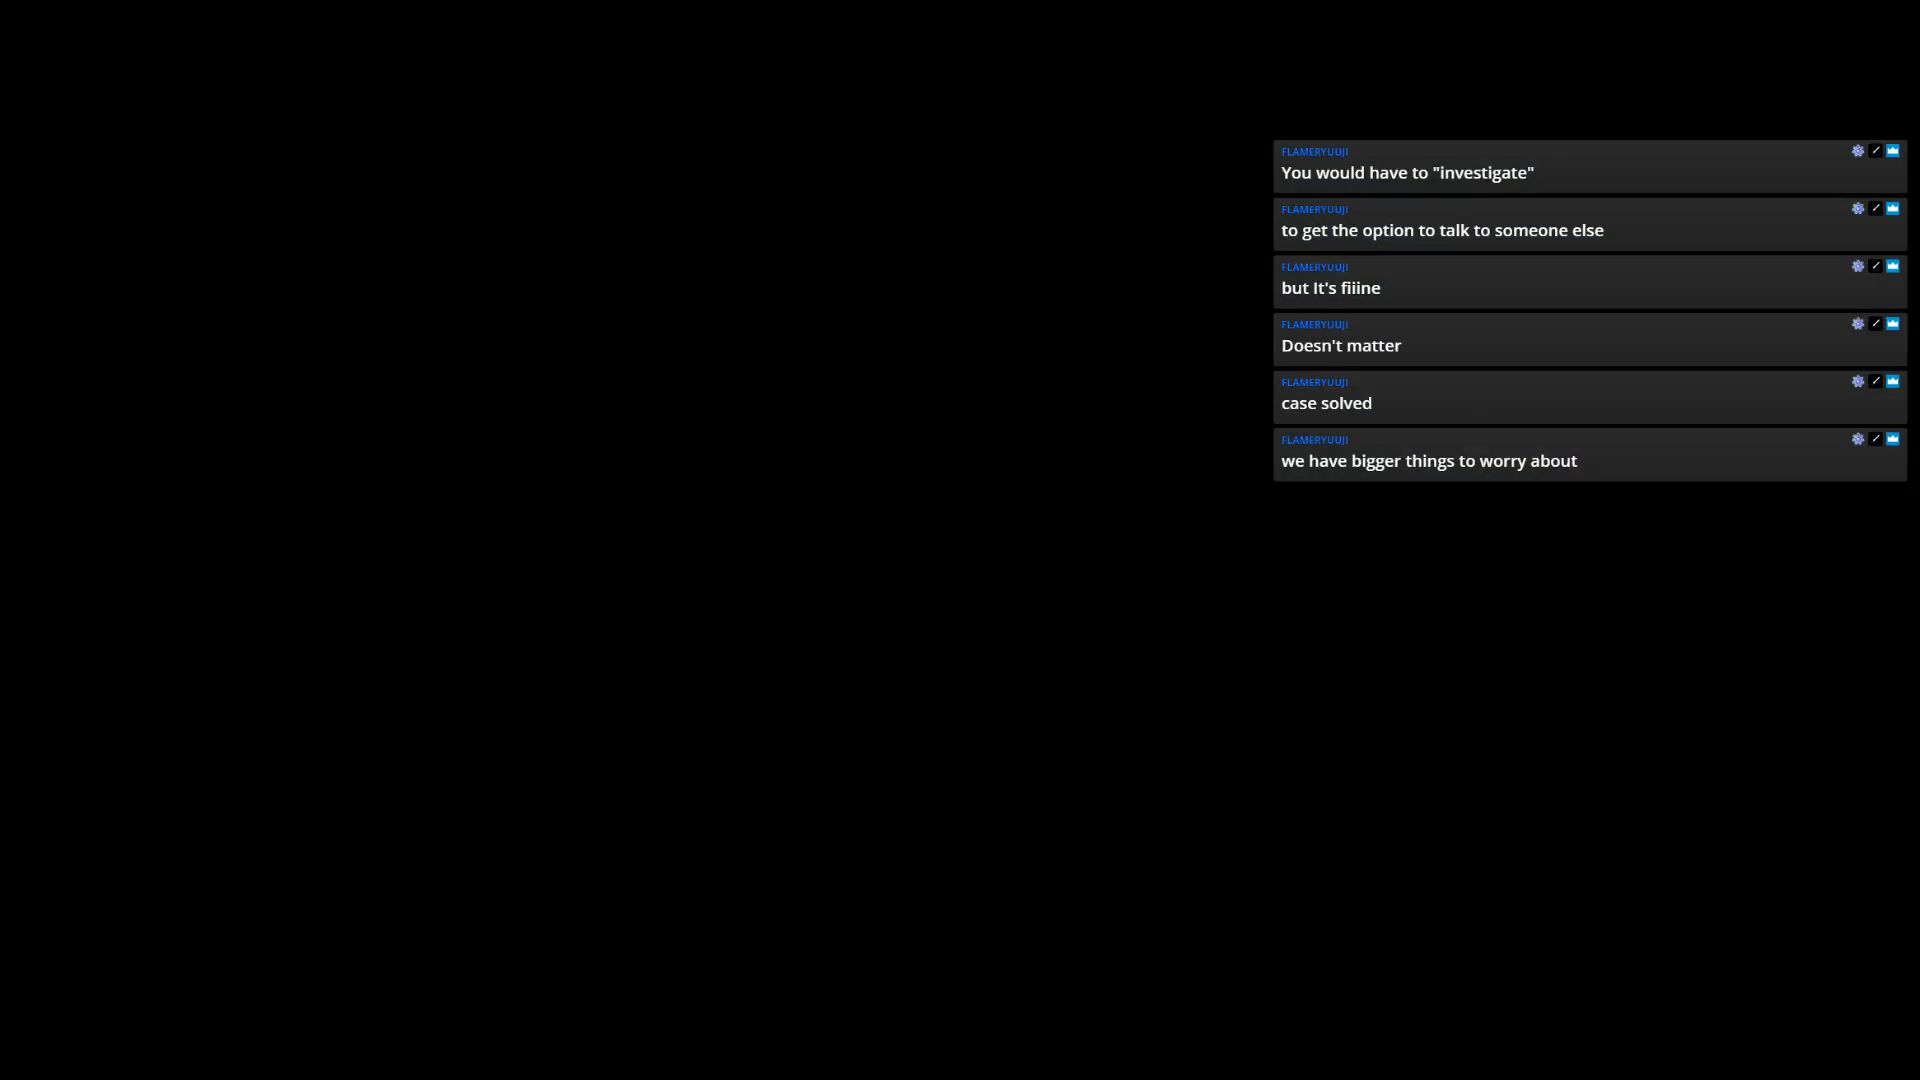 FLAMERYUUJI
You would have to "investigate"
FLAMERYUUJI
to get the option to talk to someone else
FLAMERYUUJI
but It's fiiine
FLAMERYUUJI
Doesn't matter
FLAMERYUUJI
case solved
FLAMERYUUJI
we have bigger things to worry about